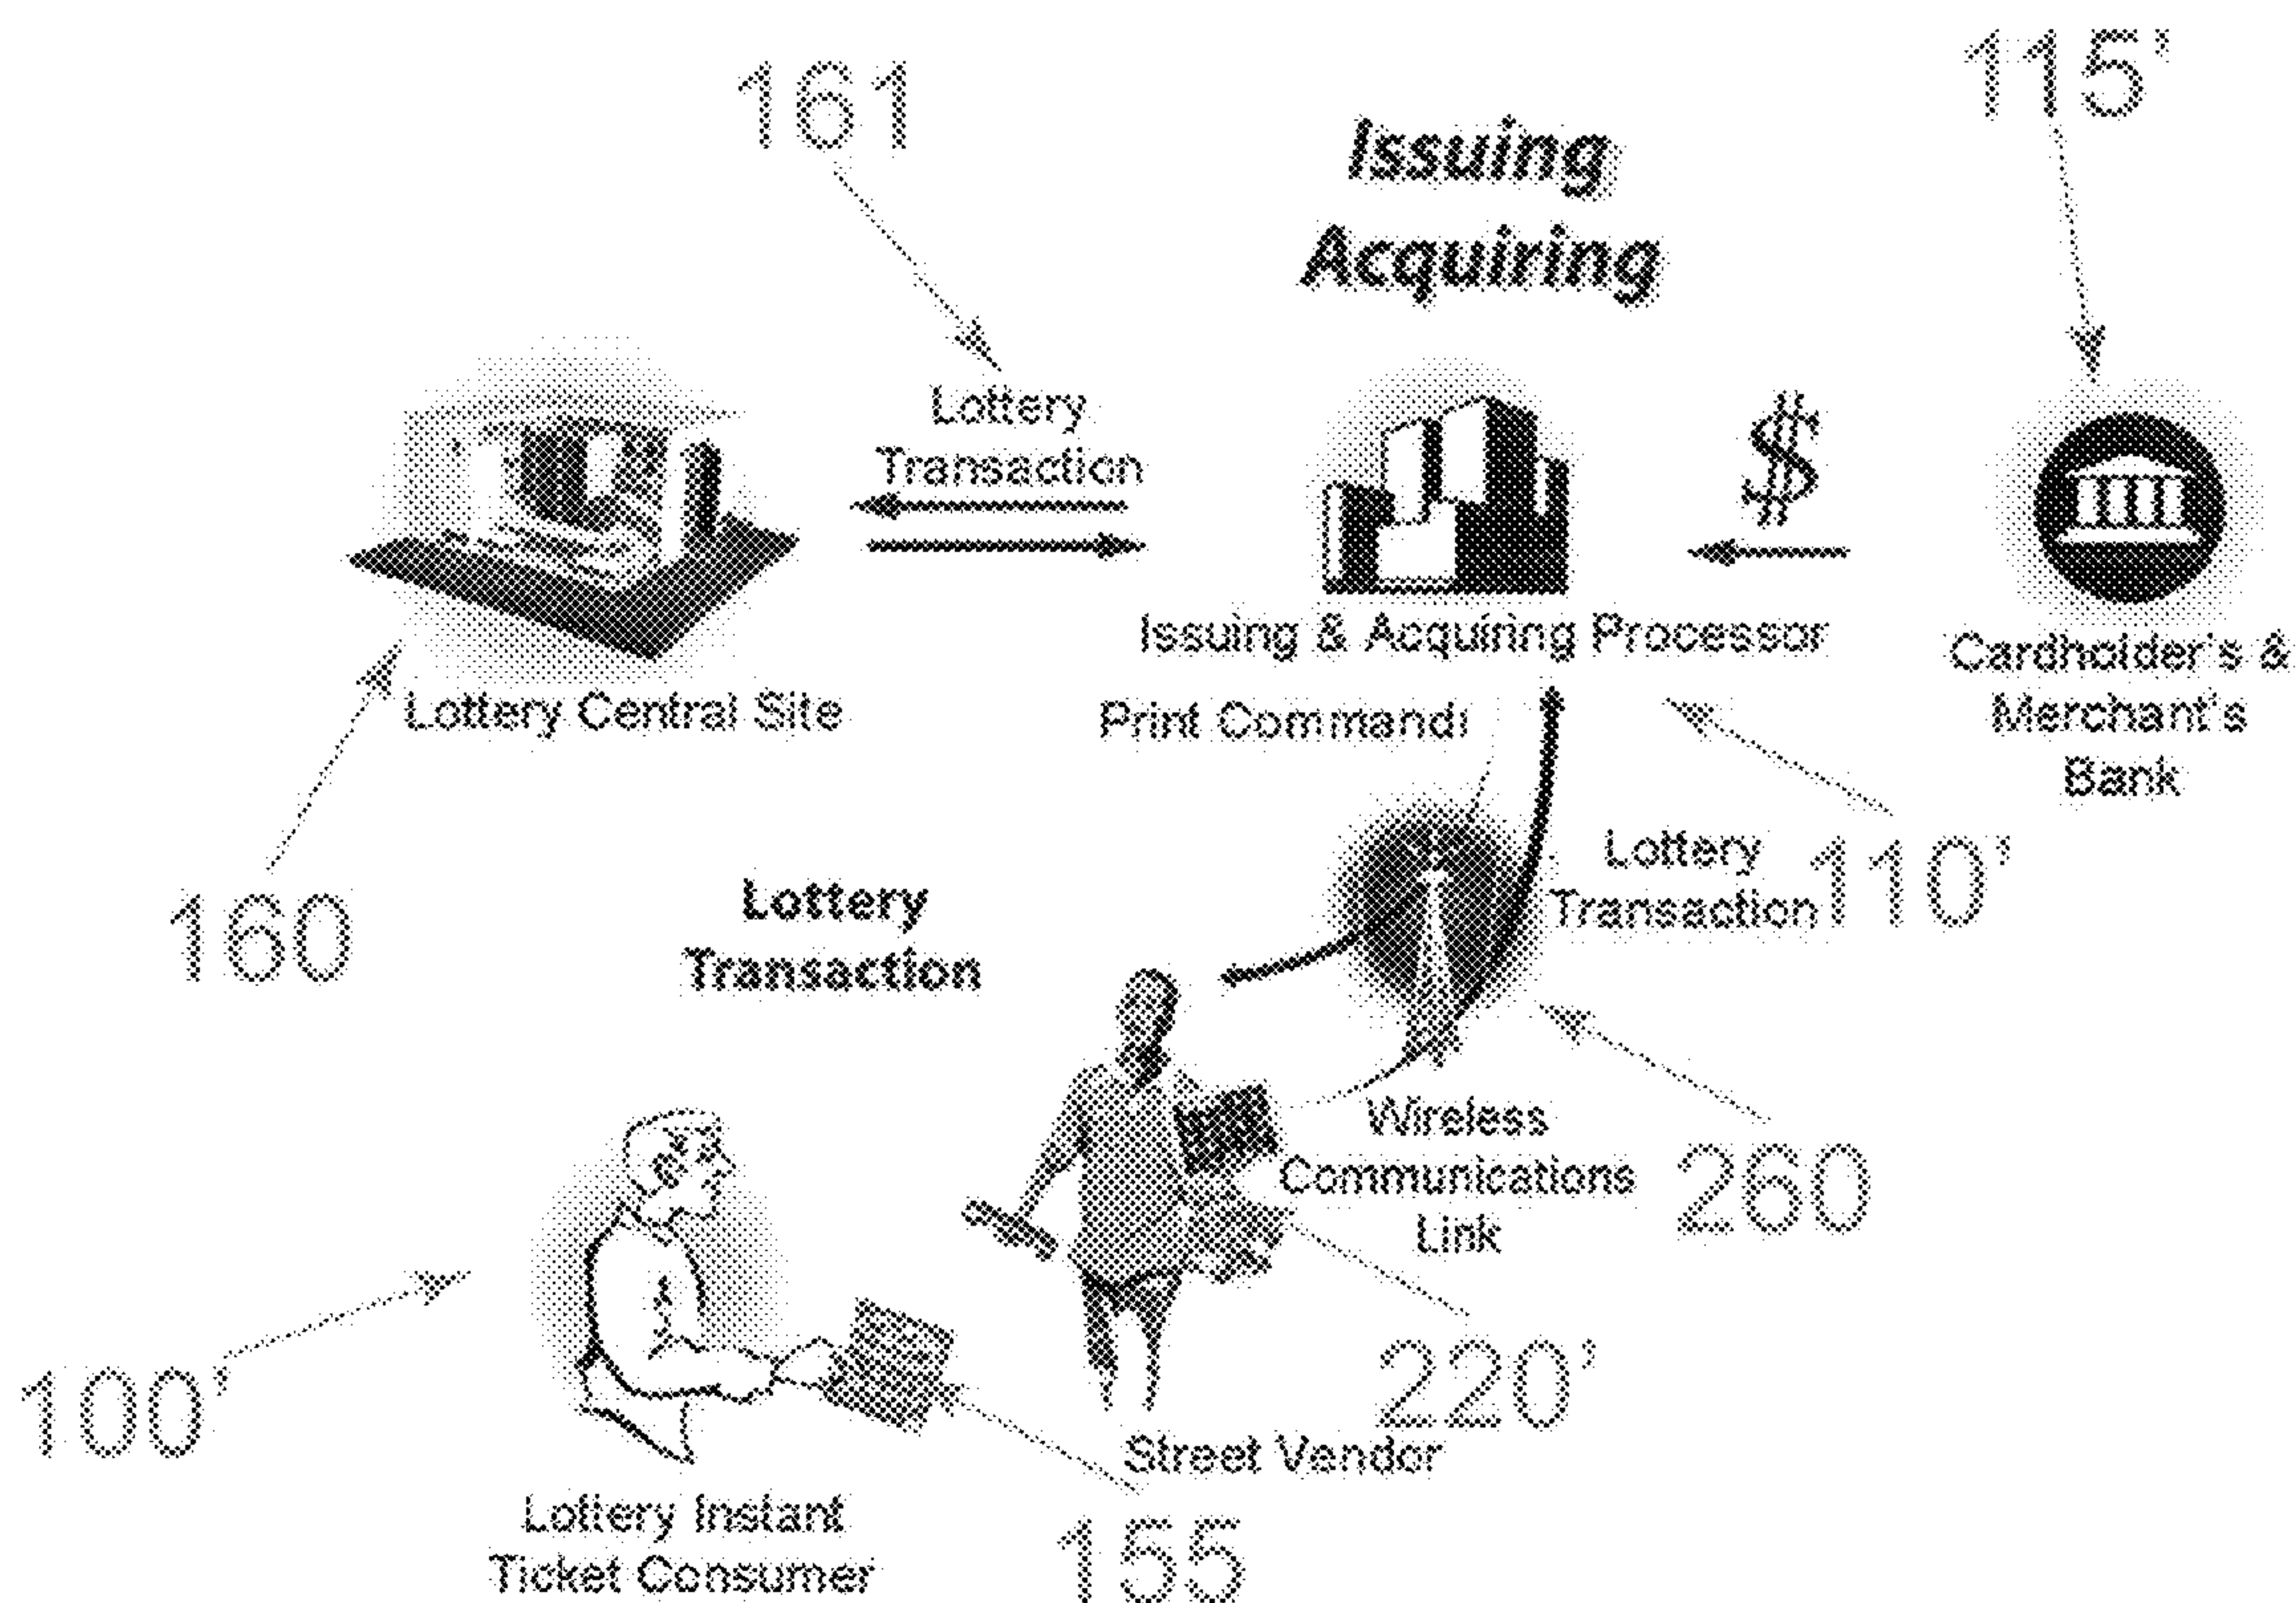 115'
161
Issuing
Acquiring
Lottery
Transaction
$
Issuing & Acquiring Processor
Cardholder's &
Merchant's
Bank
Lottery Central Site
Print Command
Lottery
Transaction
110'
160
Lottery
Transaction
Wireless
Communications
Link
260
220'
100'
Street Vendor
Lottery Instant
Ticket Consumer
155